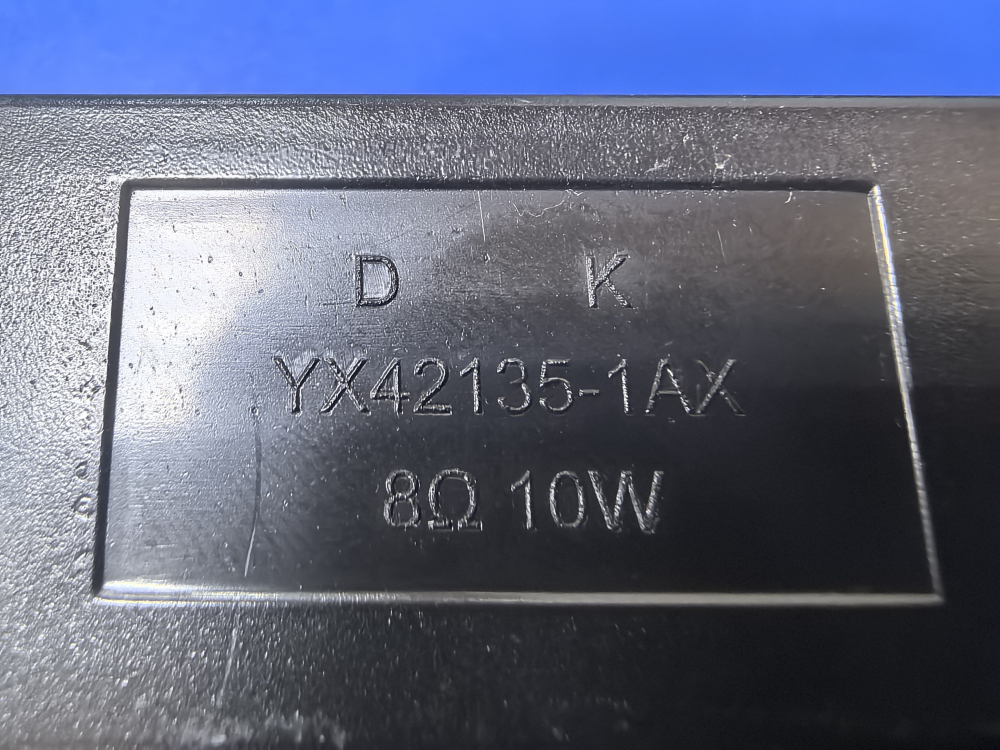 D K
YX42135-1AX
8Ω 10W